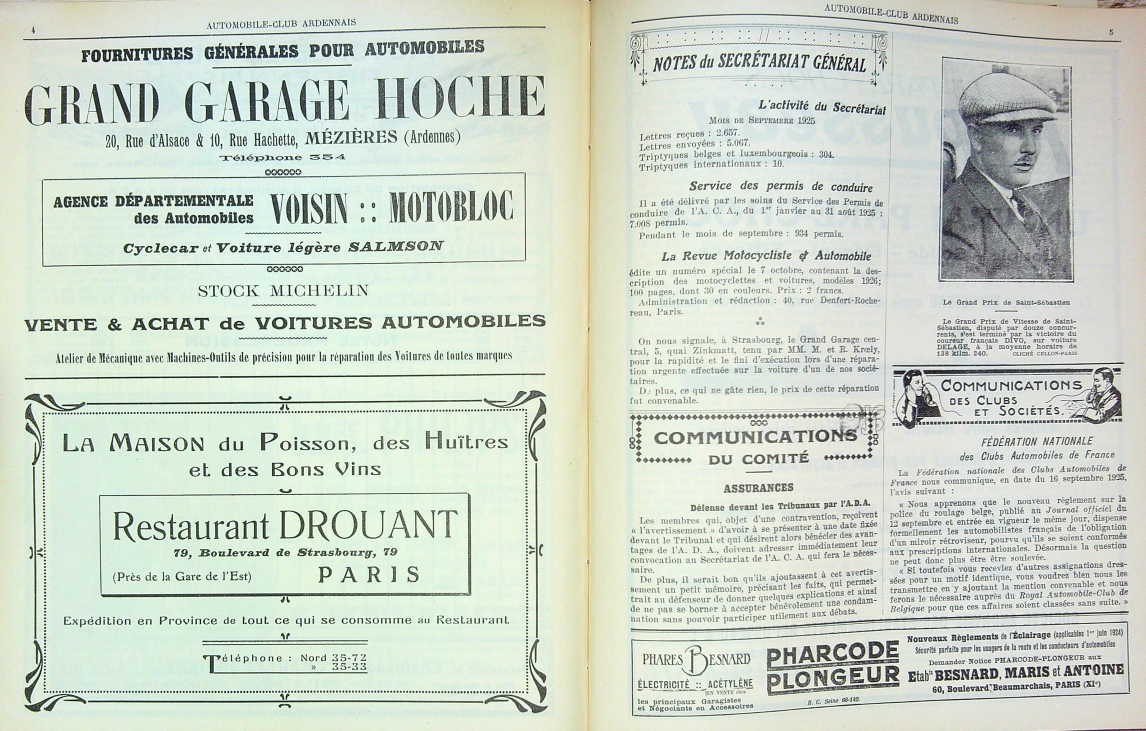 4
AUTOMOBILE-CLUB ARDENNAIS
FOURNITURES GÉNÉRALES POUR AUTOMOBILES
GRAND GARAGE HOCHE
20, Rue d'Alsace & 10, Rue Hachette, MÉZIÈRES (Ardennes)
Téléphone 354
AGENCE DÉPARTEMENTALE
des Automobiles
VOISIN :: MOTOBLOC
Cyclecar et Voiture légère SALMSON
STOCK MICHELIN
VENTE & ACHAT de VOITURES AUTOMOBILES
Atelier de Mécanique avec Machines-Outils de précision pour la réparation des Voitures de toutes marques
LA MAISON du Poisson, des Huîtres
et des Bons Vins
Restaurant DROUANT
79, Boulevard de Strasbourg, 79
(Près de la Gare de l'Est) PARIS
Expédition en Province de tout ce qui se consomme au Restaurant
Téléphone : Nord 35-72
» 35-33
AUTOMOBILE-CLUB ARDENNAIS
5
NOTES du SECRÉTARIAT GÉNÉRAL
L'activité du Secrétariat
MOIS DE SEPTEMBRE 1925
Lettres reçues : 2.657.
Lettres envoyées : 5.067.
Triptyques belges et luxembourgeois : 304.
Triptyques internationaux : 10.
Service des permis de conduire
Il a été délivré par les soins du Service des Permis de
conduire de l'A. C. A., du 1er janvier au 31 août 1925 :
7.008 permis.
Pendant le mois de septembre : 934 permis.
La Revue Motocycliste & Automobile
édite un numéro spécial le 7 octobre, contenant la des-
cription des motocyclettes et voitures, modèles 1926;
100 pages, dont 30 en couleurs. Prix : 2 francs.
Administration et rédaction : 40, rue Denfert-Roche-
reau, Paris.
On nous signale, à Strasbourg, le Grand Garage cen-
tral, 5, quai Zinkmatt, tenu par MM. M. et R. Kroely,
pour la rapidité et le fini d'exécution lors d'une répara-
tion urgente effectuée sur la voiture d'un de nos socié-
taires.
De plus, ce qui ne gâte rien, le prix de cette réparation
fut convenable.
COMMUNICATIONS
DU COMITÉ
ASSURANCES
Défense devant les Tribunaux par l'A.D.A.
Les membres qui, objet d'une contravention, reçoivent
« l'avertissement » d'avoir à se présenter à une date fixée
devant le Tribunal et qui désirent alors bénécier des avan-
tages de l'A. D. A., doivent adresser immédiatement leur
convocation au Secrétariat de l'A. C. A. qui fera le néces-
saire.
De plus, il serait bon qu'ils ajoutassent à cet avertis-
sement un petit mémoire, précisant les faits, qui permet-
trait au défenseur de donner quelques explications et ainsi
de ne pas se borner à accepter bénévolement une condam-
nation sans pouvoir participer utilement aux débats.
Le Grand Prix de Saint-Sébastien
Le Grand Prix de Vitesse de Saint-
Sébastien, disputé par douze concur-
rents, s'est terminé par la victoire du
coureur français DIVO, sur voiture
DELAGE, à la moyenne horaire de
138 kilm. 240.
CLICHÉ CELLON-PARIS
COMMUNICATIONS
DES CLUBS
ET SOCIÉTÉS.
FÉDÉRATION NATIONALE
des Clubs Automobiles de France
La Fédération nationale des Clubs Automobiles de
France nous communique, en date du 16 septembre 1925,
l'avis suivant :
« Nous apprenons que le nouveau règlement sur la
police du roulage belge, publié au Journal officiel du
12 septembre et entrée en vigueur le même jour, dispense
formellement les automobilistes français de l'obligation
d'un miroir rétroviseur, pourvu qu'ils se soient conformés
aux prescriptions internationales. Désormais la question
ne peut donc plus être être soulevée.
« Si toutefois vous receviez d'autres assignations dres-
sées pour un motif identique, vous voudrez bien nous les
transmettre en y ajoutant la mention convenable et nous
ferons le nécessaire auprès du Royal Automobile-Club de
Belgique pour que ces affaires soient classées sans suite. »
PHARES BESNARD
ÉLECTRICITÉ :: ACÉTYLÈNE
EN VENTE chez
les principaux Garagistes
et Négociants en Accessoires
PHARCODE
PLONGEUR
R. C. Seine 66-149.
Nouveaux Règlements de l'Éclairage (applicables 1er juin 1924)
Sécurité parfaite pour les usagers de la route et les conducteurs d'automobiles
Demander Notice PHARCODE-PLONGEUR aux
Etabts BESNARD, MARIS et ANTOINE
60, Boulevard Beaumarchais, PARIS (XIe)